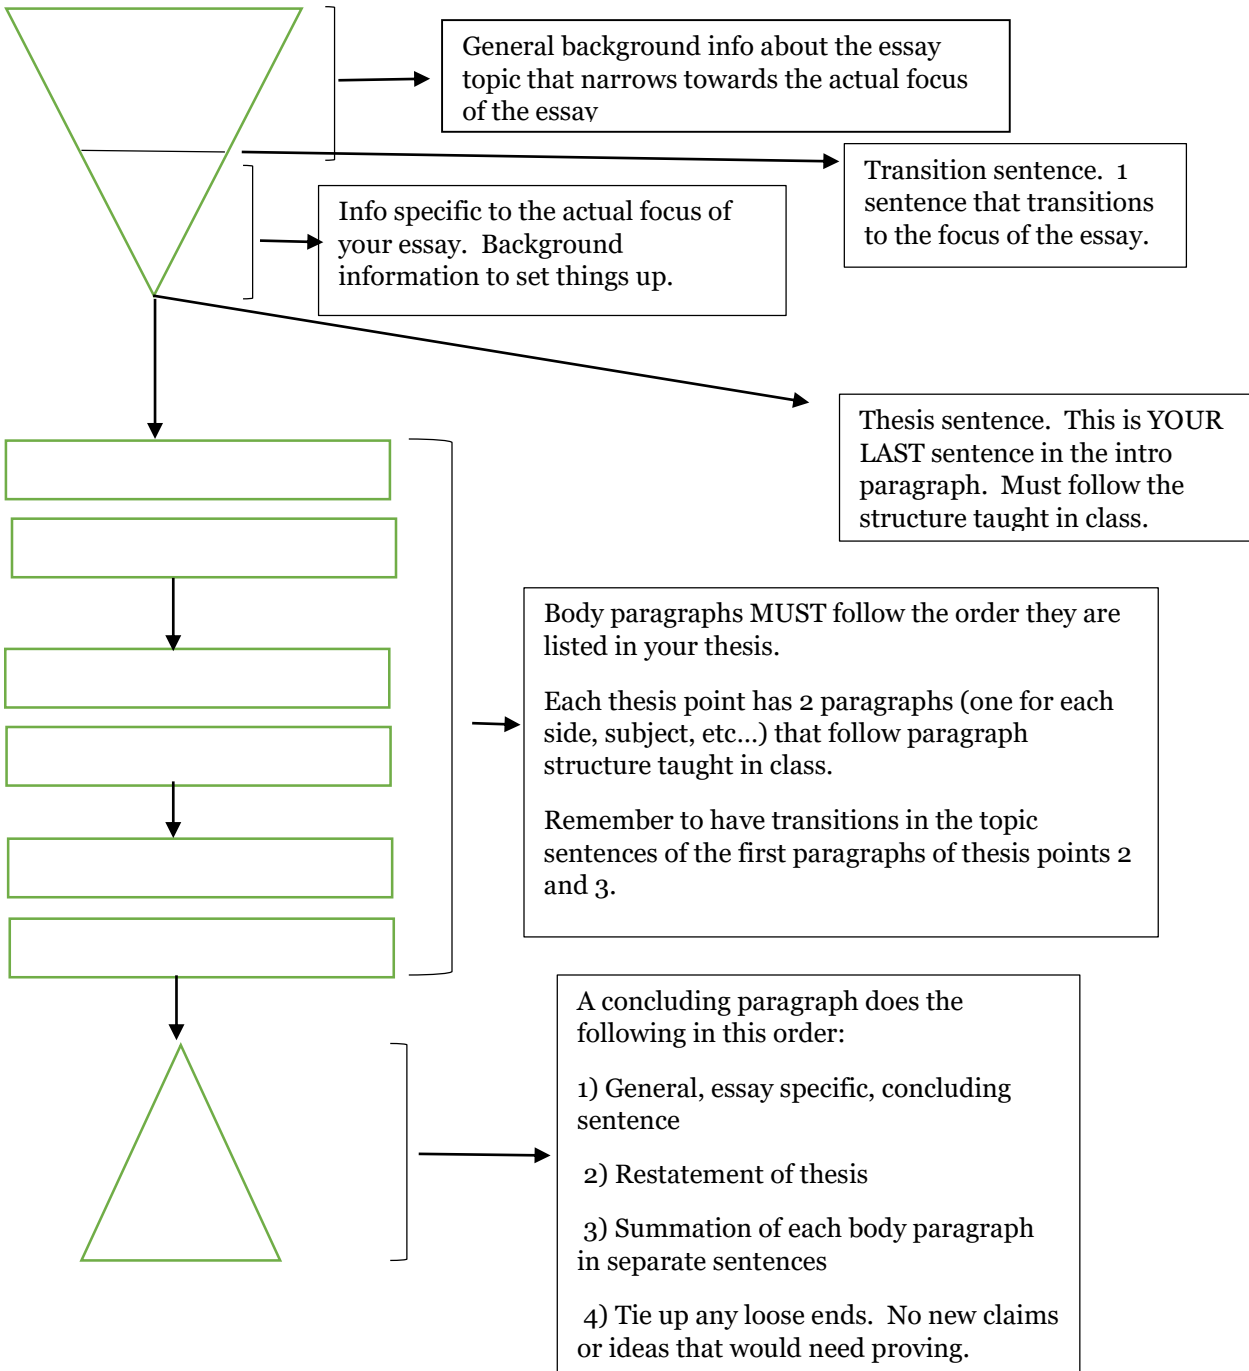 General background info about the essay
topic that narrows towards the actual focus
of the essay
Transition sentence.  1
sentence that transitions
to the focus of the essay.
Info specific to the actual focus of
your essay.  Background
information to set things up.
Thesis sentence.  This is YOUR
LAST sentence in the intro
paragraph.  Must follow the
structure taught in class.
Body paragraphs MUST follow the order they are
listed in your thesis.
Each thesis point has 2 paragraphs (one for each
side, subject, etc…) that follow paragraph
structure taught in class.
Remember to have transitions in the topic
sentences of the first paragraphs of thesis points 2
and 3.
A concluding paragraph does the
following in this order:
1) General, essay specific, concluding
sentence
2) Restatement of thesis
3) Summation of each body paragraph
in separate sentences
4) Tie up any loose ends.  No new claims
or ideas that would need proving.